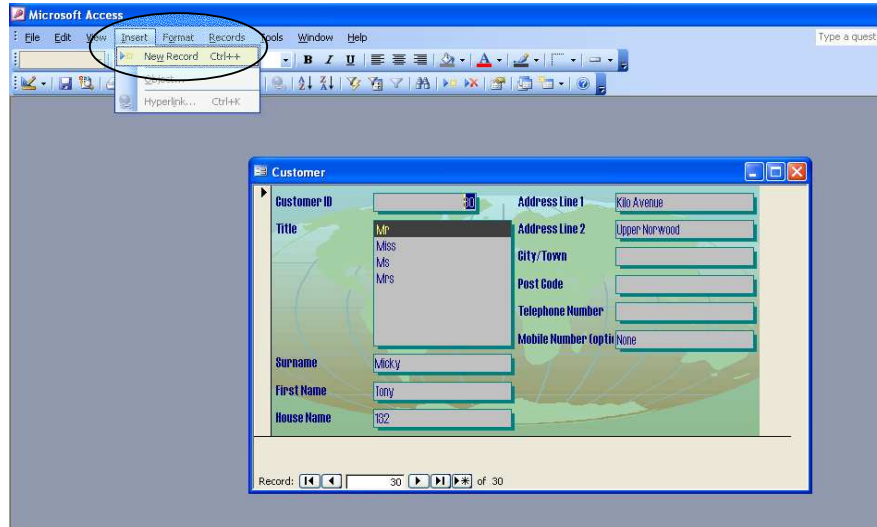 Microsoft Access
File Edit View Insert Format Records Tools Window Help
Type a quest
New Record Ctrl++
B I U A
Object...
Hyperlink... Ctrl+K
Customer
Customer ID 30 Address Line 1 Kilo Avenue
Title Mr Address Line 2 Upper Norwood
Miss
Ms City/Town
Mrs Post Code
Telephone Number
Mobile Number (optio None
Surname Micky
First Name Tony
House Name 182
Record: 30 of 30